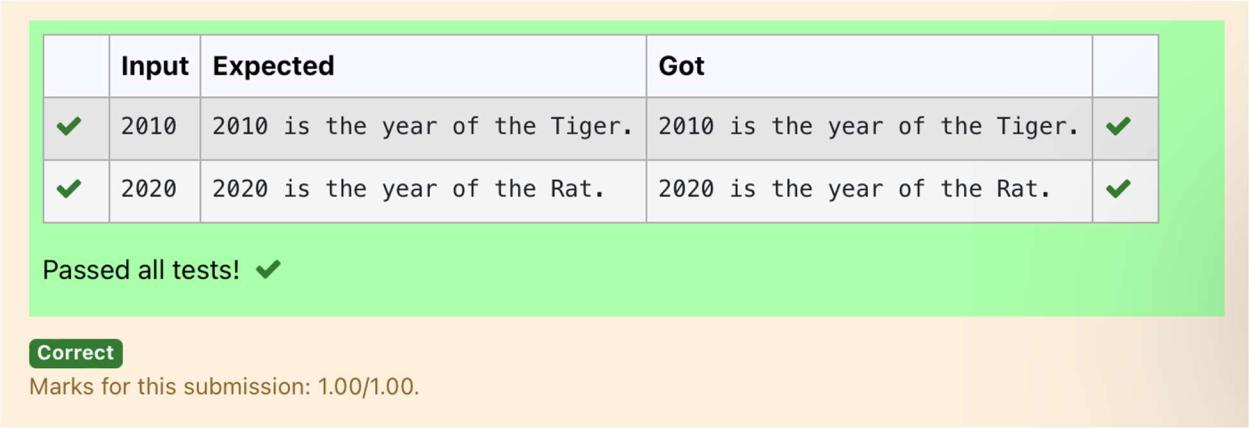 Input Expected Got
2010 2010 is the year of the Tiger. 2010 is the year of the Tiger.
2020 2020 is the year of the Rat. 2020 is the year of the Rat.
Passed all tests!
Correct
Marks for this submission: 1.00/1.00.